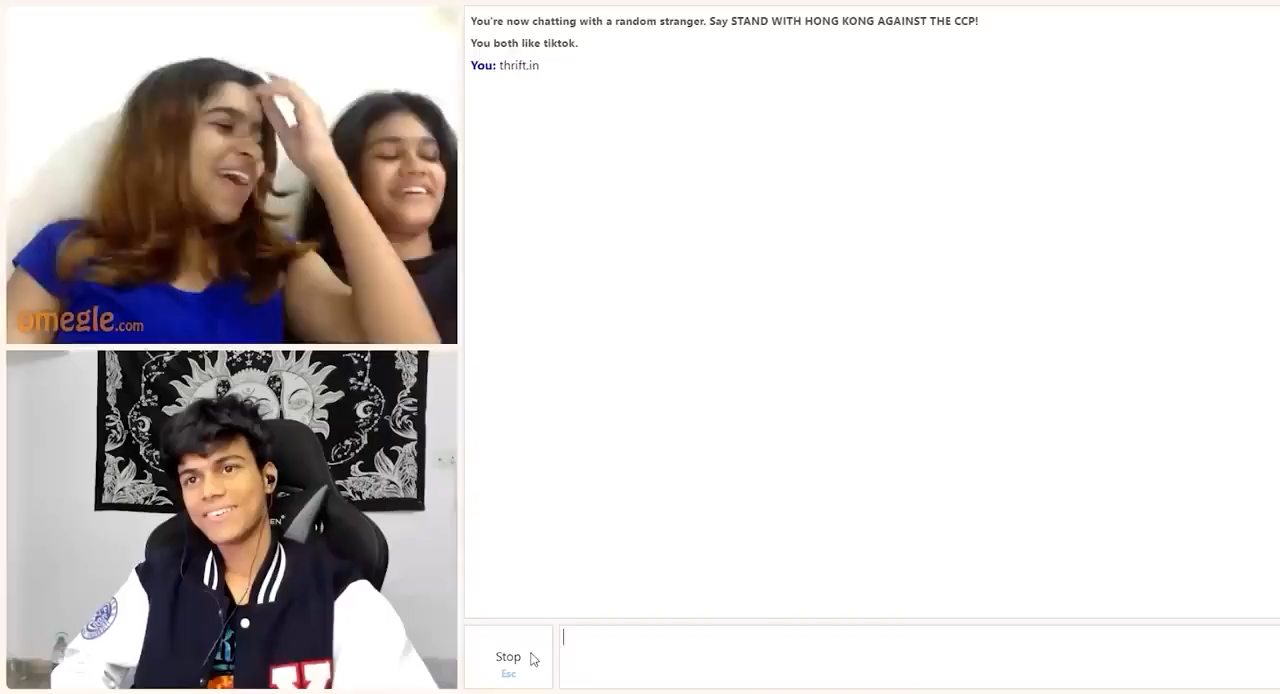 You're now chatting with a random stranger. Say STAND WITH HONG KONG AGAINST THE CCP!
You both like tiktok.
You: thrift.in
omegle.com
Stop
Esc